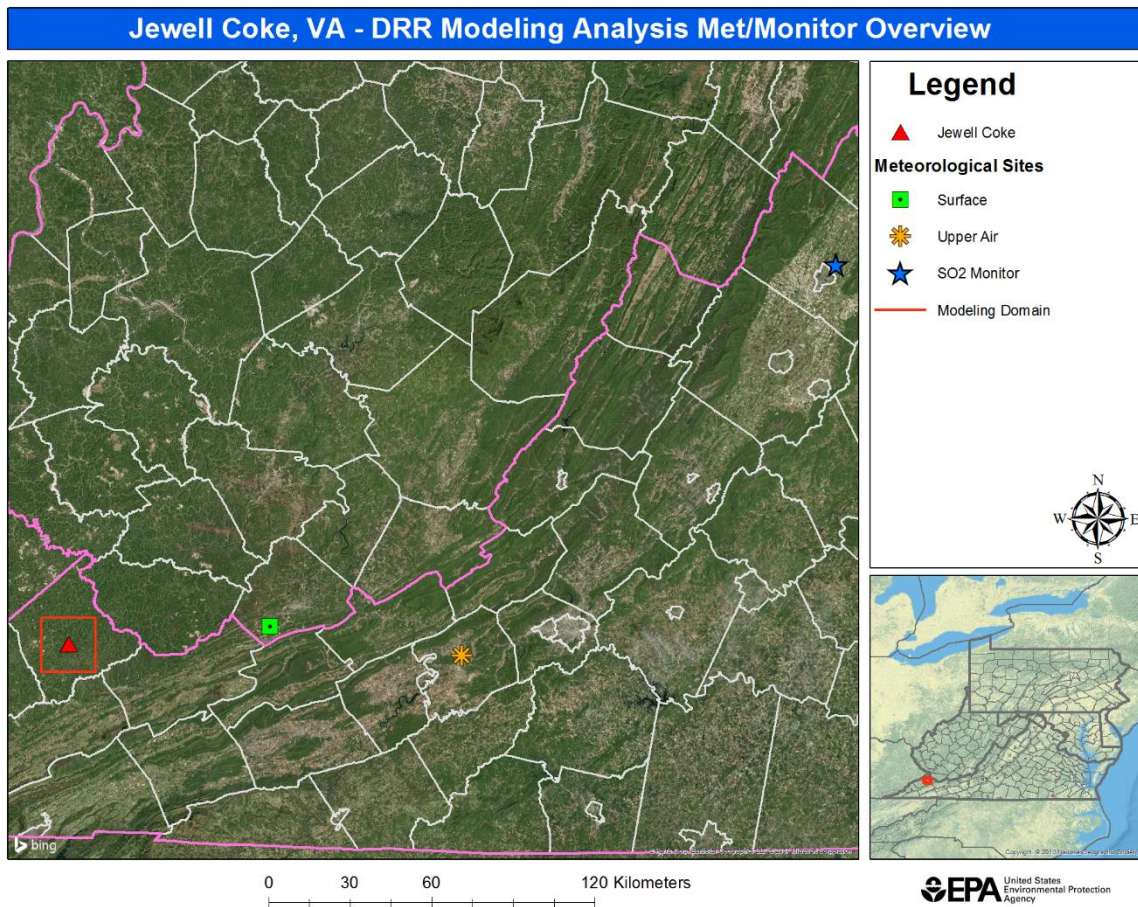 Jewell Coke, VA - DRR Modeling Analysis Met/Monitor Overview
Legend
Jewell Coke
Meteorological Sites
Surface
Upper Air
SO2 Monitor
Modeling Domain
N
W E
S
bing
0 30 60 120 Kilometers
EPA
United States
Environmental Protection
Agency